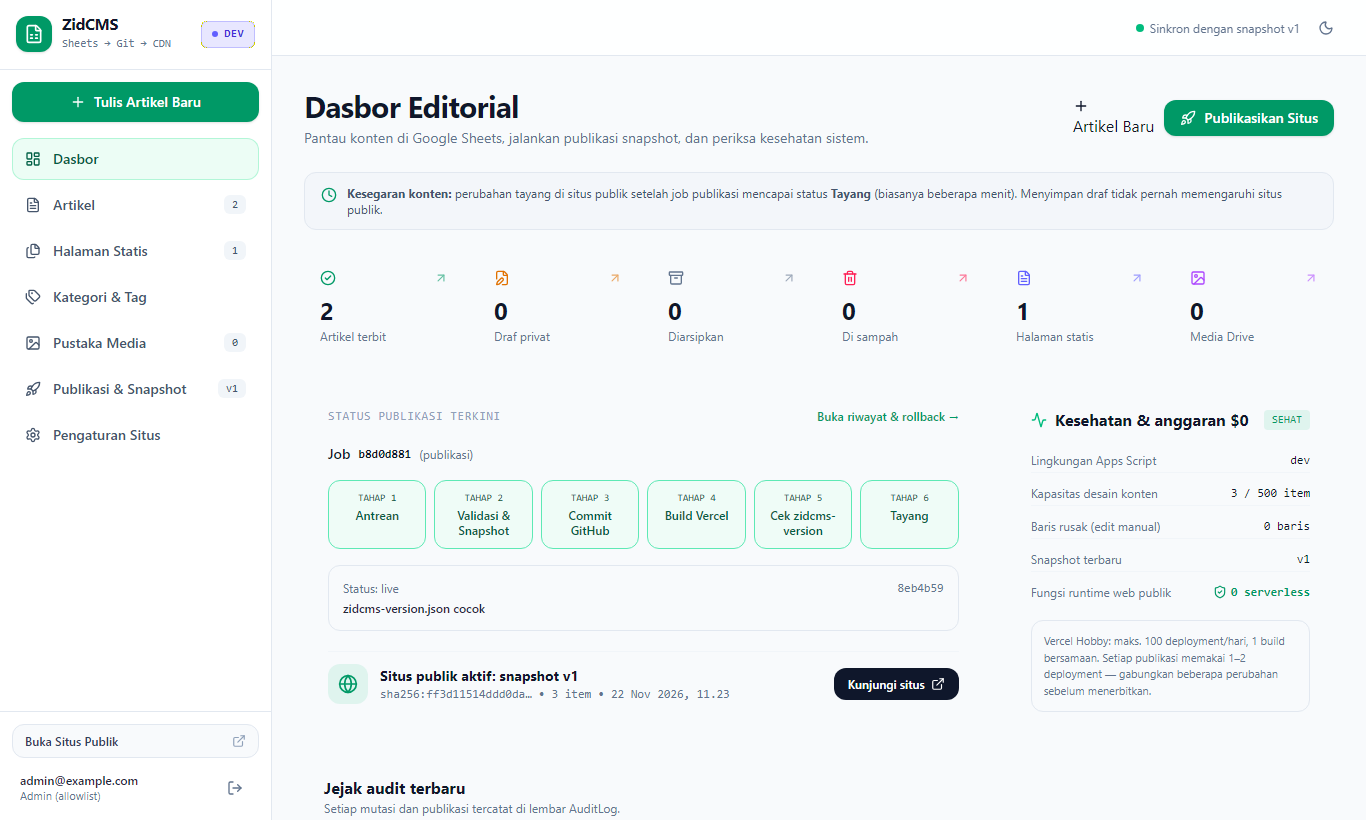 ZidCMS
Sheets → Git → CDN
DEV
Tulis Artikel Baru
Dasbor
Artikel 2
Halaman Statis 1
Kategori & Tag
Pustaka Media 0
Publikasi & Snapshot v1
Pengaturan Situs
Buka Situs Publik
admin@example.com
Admin (allowlist)
Sinkron dengan snapshot v1
Dasbor Editorial
Pantau konten di Google Sheets, jalankan publikasi snapshot, dan periksa kesehatan sistem.
+
Artikel Baru
Publikasikan Situs
Kesegaran konten: perubahan tayang di situs publik setelah job publikasi mencapai status Tayang (biasanya beberapa menit). Menyimpan draf tidak pernah memengaruhi situs
publik.
2
Artikel terbit
0
Draf privat
0
Diarsipkan
0
Di sampah
1
Halaman statis
0
Media Drive
STATUS PUBLIKASI TERKINI
Buka riwayat & rollback →
Job b8d0d881 (publikasi)
TAHAP 1
Antrean
TAHAP 2
Validasi &
Snapshot
TAHAP 3
Commit
GitHub
TAHAP 4
Build Vercel
TAHAP 5
Cek zidcms-
version
TAHAP 6
Tayang
Status: live
8eb4b59
zidcms-version.json cocok
Situs publik aktif: snapshot v1
sha256:ff3d11514ddd0da… • 3 item • 22 Nov 2026, 11.23
Kunjungi situs
Kesehatan & anggaran $0
SEHAT
Lingkungan Apps Script dev
Kapasitas desain konten 3 / 500 item
Baris rusak (edit manual) 0 baris
Snapshot terbaru v1
Fungsi runtime web publik 0 serverless
Vercel Hobby: maks. 100 deployment/hari, 1 build
bersamaan. Setiap publikasi memakai 1–2
deployment — gabungkan beberapa perubahan
sebelum menerbitkan.
Jejak audit terbaru
Setiap mutasi dan publikasi tercatat di lembar AuditLog.